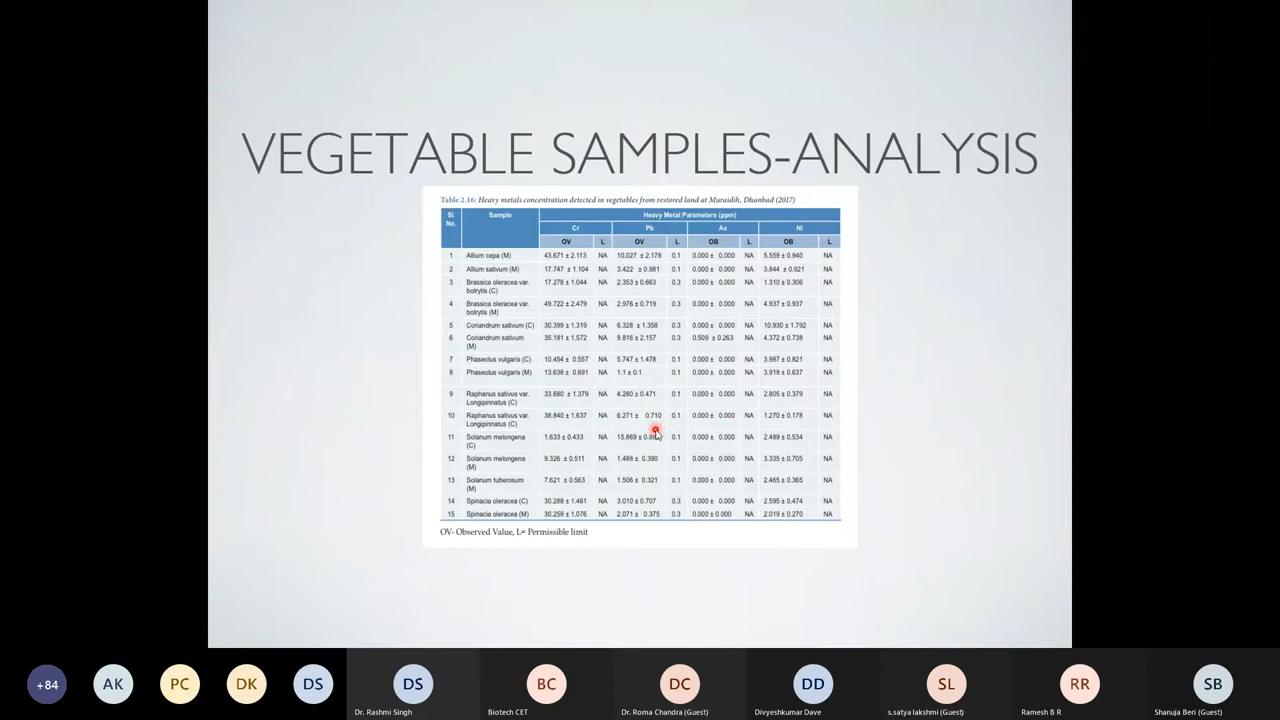 VEGETABLE SAMPLES-ANALYSIS
Table 2.16: Heavy metals concentration detected in vegetables from restored land at Muraidih, Dhanbad (2017)
Sl. No. Sample Heavy Metal Parameters (ppm)
Cr Pb As Ni
OV L OV L OB L OB L
1 Allium cepa (M) 43.671 ± 2.113 NA 10.027 ± 2.178 0.1 0.000 ± 0.000 NA 5.559 ± 0.940 NA
2 Allium sativum (M) 17.747 ± 1.104 NA 3.422 ± 0.981 0.1 0.000 ± 0.000 NA 3.844 ± 0.921 NA
3 Brassica oleracea var. botrytis (C) 17.278 ± 1.044 NA 2.353 ± 0.663 0.3 0.000 ± 0.000 NA 1.310 ± 0.306 NA
4 Brassica oleracea var. botrytis (M) 49.722 ± 2.479 NA 2.976 ± 0.719 0.3 0.000 ± 0.000 NA 4.937 ± 0.937 NA
5 Coriandrum sativum (C) 30.399 ± 1.319 NA 6.328 ± 1.358 0.3 0.000 ± 0.000 NA 10.930 ± 1.792 NA
6 Coriandrum sativum (M) 35.181 ± 1.572 NA 9.816 ± 2.157 0.3 0.509 ± 0.263 NA 4.372 ± 0.738 NA
7 Phaseolus vulgaris (C) 10.454 ± 0.557 NA 5.747 ± 1.478 0.1 0.000 ± 0.000 NA 3.987 ± 0.821 NA
8 Phaseolus vulgaris (M) 13.638 ± 0.691 NA 1.1 ± 0.1 0.1 0.000 ± 0.000 NA 3.918 ± 0.637 NA
9 Raphanus sativus var. Longipinnatus (C) 33.680 ± 1.379 NA 4.280 ± 0.471 0.1 0.000 ± 0.000 NA 2.805 ± 0.379 NA
10 Raphanus sativus var. Longipinnatus (C) 38.840 ± 1.637 NA 6.271 ± 0.710 0.1 0.000 ± 0.000 NA 1.270 ± 0.178 NA
11 Solanum melongena (C) 1.633 ± 0.433 NA 15.869 ± 0.1 0.000 ± 0.000 NA 2.489 ± 0.534 NA
12 Solanum melongena (M) 9.326 ± 0.511 NA 1.488 ± 0.390 0.1 0.000 ± 0.000 NA 3.335 ± 0.705 NA
13 Solanum tuberosum (M) 7.621 ± 0.563 NA 1.506 ± 0.321 0.1 0.000 ± 0.000 NA 2.465 ± 0.365 NA
14 Spinacia oleracea (C) 30.288 ± 1.461 NA 3.010 ± 0.707 0.3 0.000 ± 0.000 NA 2.595 ± 0.474 NA
15 Spinacia oleracea (M) 30.259 ± 1.076 NA 2.071 ± 0.375 0.3 0.000 ± 0.000 NA 2.019 ± 0.270 NA
OV- Observed Value, L= Permissible limit
+84 AK PC DK DS DS BC DC DD SL RR SB
Dr. Rashmi Singh Biotech CET Dr. Roma Chandra (Guest) Divyeshkumar Dave s.satya lakshmi (Guest) Ramesh B R Shanuja Beri (Guest)